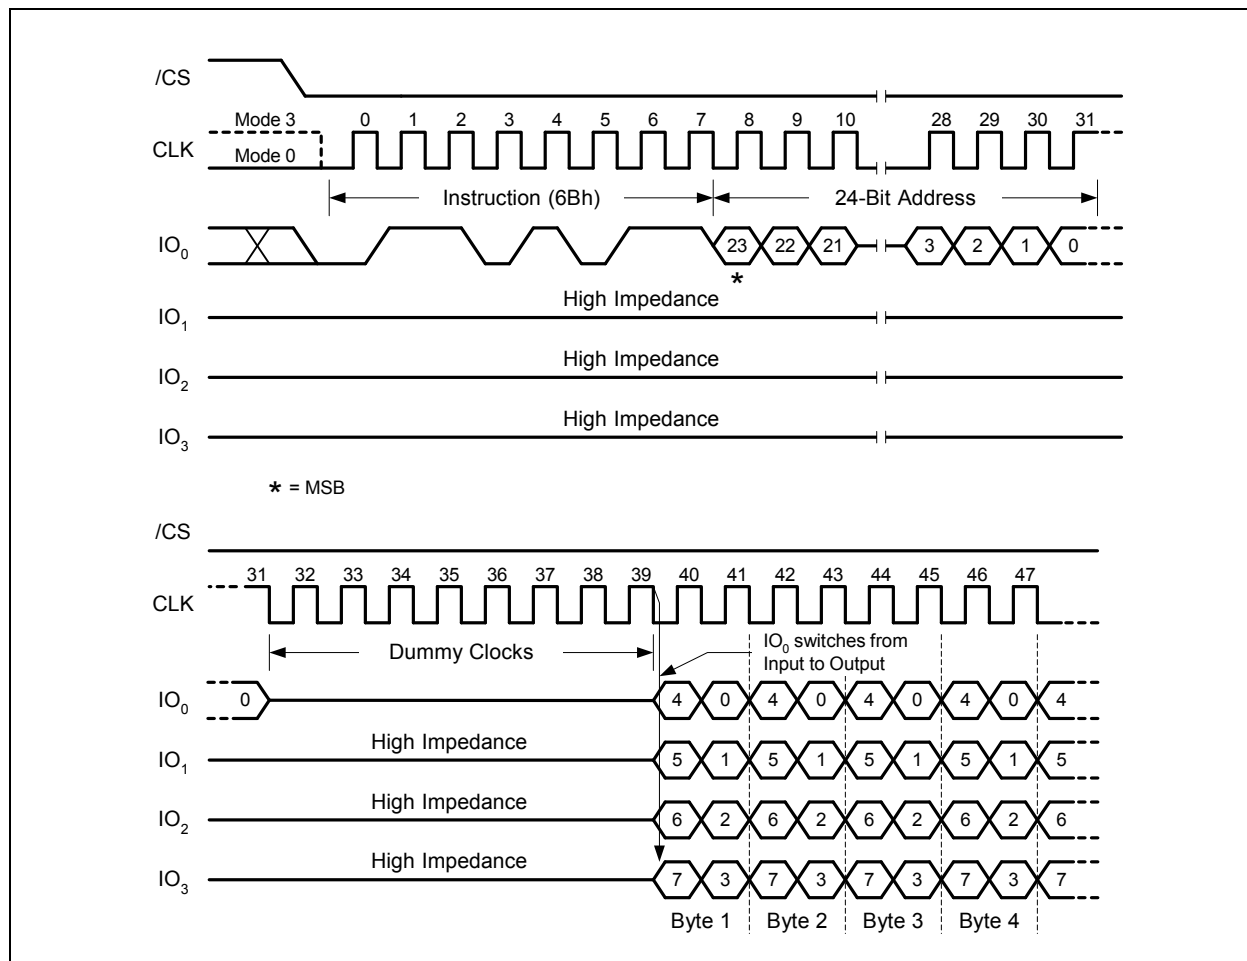 /CS
Mode 3 0 1 2 3 4 5 6 7 8 9 10 28 29 30 31
CLK
Mode 0
Instruction (6Bh) 24-Bit Address
IO0 23 22 21 3 2 1 0
*
High Impedance
IO1
High Impedance
IO2
High Impedance
IO3
* = MSB
/CS
31 32 33 34 35 36 37 38 39 40 41 42 43 44 45 46 47
CLK
IO0 switches from
Dummy Clocks
Input to Output
IO0 0 4 0 4 0 4 0 4 0 4
High Impedance
IO1 5 1 5 1 5 1 5 1 5
High Impedance
IO2 6 2 6 2 6 2 6 2 6
High Impedance
IO3 7 3 7 3 7 3 7 3 7
Byte 1 Byte 2 Byte 3 Byte 4